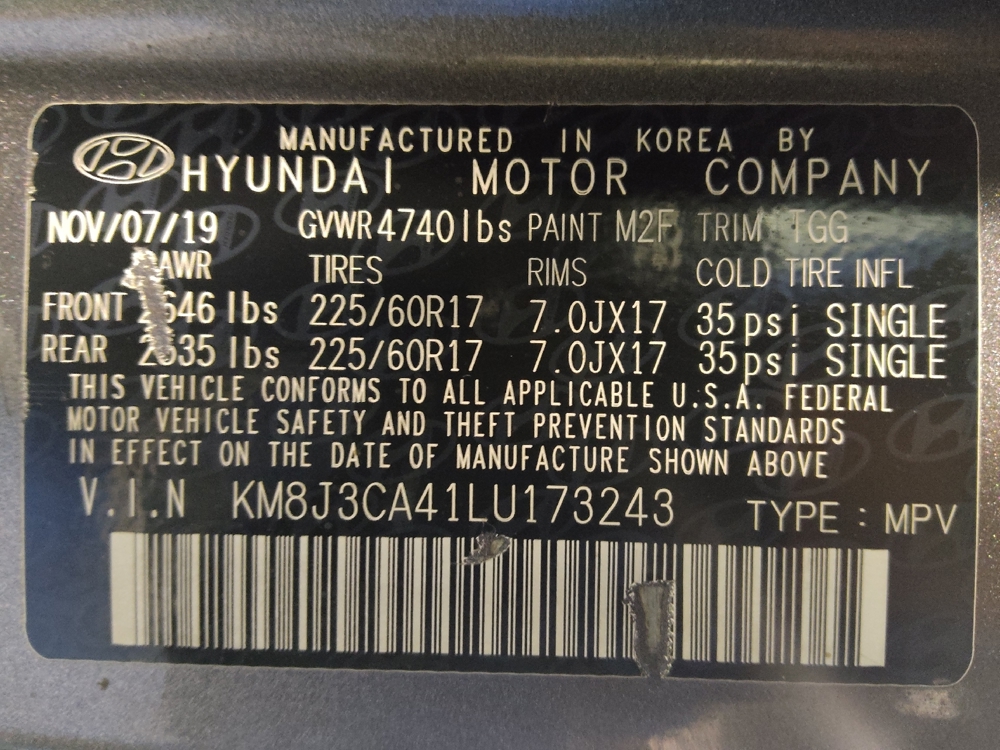 MANUFACTURED IN KOREA BY
HYUNDAI MOTOR COMPANY
NOV/07/19 GVWR 4740 lbs PAINT M2F TRIM TGG
TIRES RIMS COLD TIRE INFL
FRONT lbs 225/60R17 7.0JX17 35psi SINGLE
REAR lbs 225/60R17 7.0JX17 35psi SINGLE
THIS VEHICLE CONFORMS TO ALL APPLICABLE U.S.A. FEDERAL
MOTOR VEHICLE SAFETY AND THEFT PREVENTION STANDARDS
IN EFFECT ON THE DATE OF MANUFACTURE SHOWN ABOVE
V.I.N KM8J3CA41LU173243 TYPE : MPV